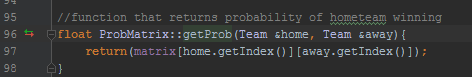 95 //function that returns probability of hometeam winning
96 float ProbMatrix::getProb(Team &home, Team &away){
97 return(matrix[home.getIndex()][away.getIndex()]);
98 }